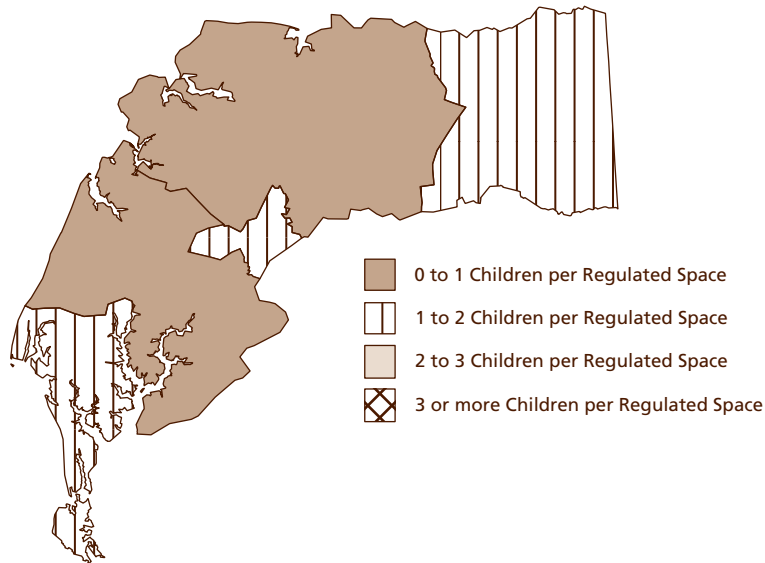 0 to 1 Children per Regulated Space
1 to 2 Children per Regulated Space
2 to 3 Children per Regulated Space
3 or more Children per Regulated Space